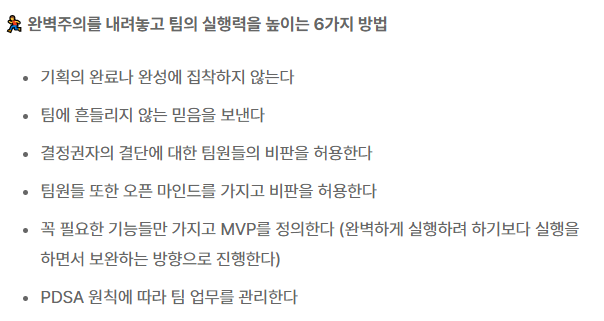 🏃 완벽주의를 내려놓고 팀의 실행력을 높이는 6가지 방법
• 기획의 완료나 완성에 집착하지 않는다
• 팀에 흔들리지 않는 믿음을 보낸다
• 결정권자의 결단에 대한 팀원들의 비판을 허용한다
• 팀원들 또한 오픈 마인드를 가지고 비판을 허용한다
• 꼭 필요한 기능들만 가지고 MVP를 정의한다 (완벽하게 실행하려 하기보다 실행을
하면서 보완하는 방향으로 진행한다)
• PDSA 원칙에 따라 팀 업무를 관리한다